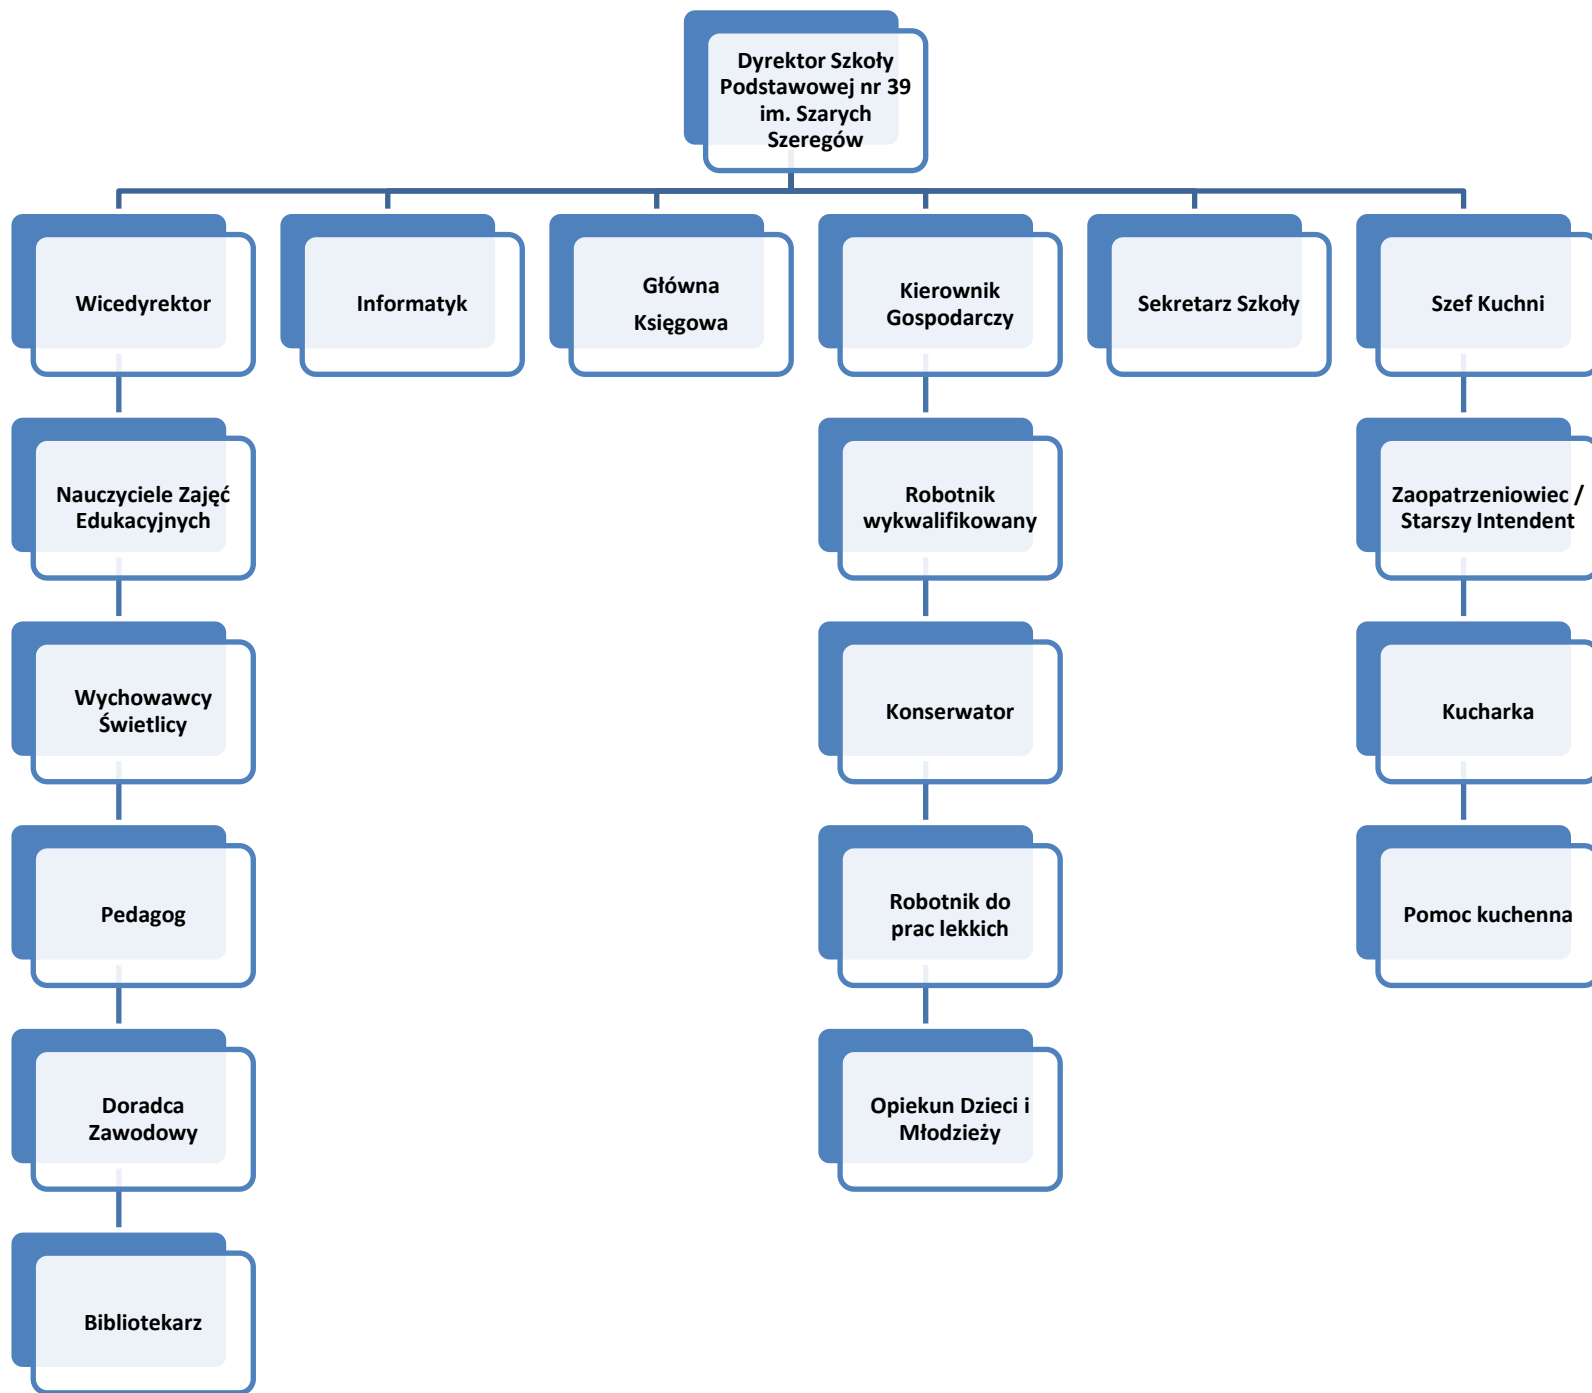 Dyrektor Szkoły
Podstawowej nr 39
im. Szarych
Szeregów
Wicedyrektor
Informatyk
Główna
Księgowa
Kierownik
Gospodarczy
Sekretarz Szkoły
Szef Kuchni
Nauczyciele Zajęć
Edukacyjnych
Robotnik
wykwalifikowany
Zaopatrzeniowiec /
Starszy Intendent
Wychowawcy
Świetlicy
Konserwator
Kucharka
Pedagog
Robotnik do
prac lekkich
Pomoc kuchenna
Doradca
Zawodowy
Opiekun Dzieci i
Młodzieży
Bibliotekarz